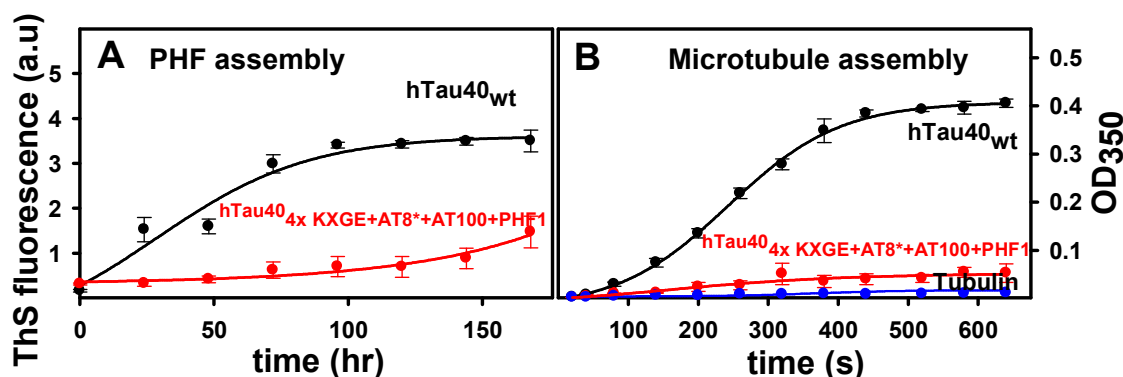 A PHF assembly
hTau40wt
hTau404x KXGE+AT8*+AT100+PHF1
ThS fluorescence (a.u)
5
4
3
2
1
0 50 100 150
time (hr)
B Microtubule assembly
hTau40wt
hTau404x KXGE+AT8*+AT100+PHF1
Tubulin
OD350
0.5
0.4
0.3
0.2
0.1
100 200 300 400 500 600
time (s)